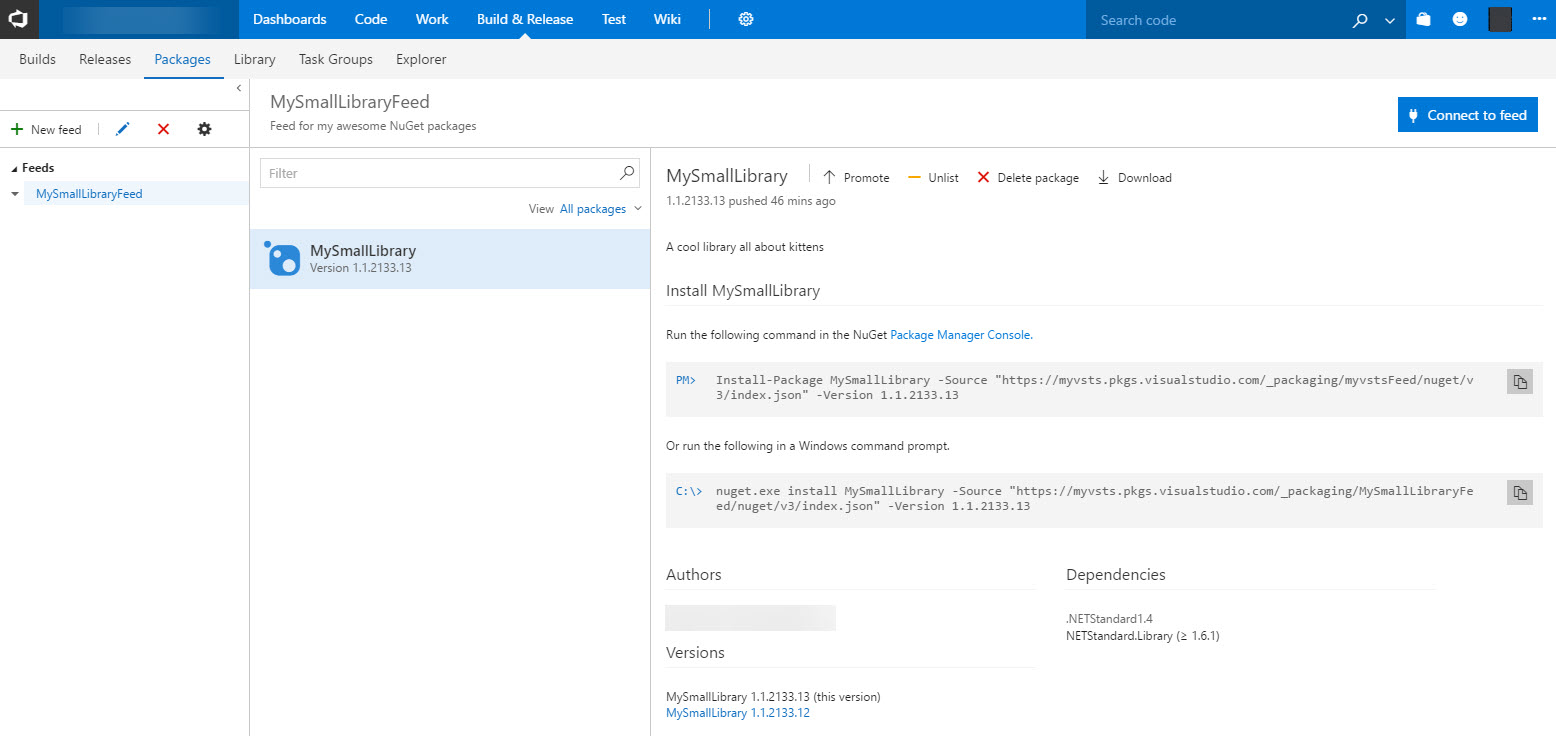 Dashboards Code Work Build & Release Test Wiki Search code
Builds Releases Packages Library Task Groups Explorer
New feed
Feeds
MySmallLibraryFeed
MySmallLibraryFeed
Feed for my awesome NuGet packages
Connect to feed
Filter
View All packages
MySmallLibrary
Version 1.1.2133.13
MySmallLibrary Promote Unlist Delete package Download
1.1.2133.13 pushed 46 mins ago
A cool library all about kittens
Install MySmallLibrary
Run the following command in the NuGet Package Manager Console.
PM> Install-Package MySmallLibrary -Source "https://myvsts.pkgs.visualstudio.com/_packaging/myvstsFeed/nuget/v
3/index.json" -Version 1.1.2133.13
Or run the following in a Windows command prompt.
C:\> nuget.exe install MySmallLibrary -Source "https://myvsts.pkgs.visualstudio.com/_packaging/MySmallLibraryFe
ed/nuget/v3/index.json" -Version 1.1.2133.13
Authors
Versions
MySmallLibrary 1.1.2133.13 (this version)
MySmallLibrary 1.1.2133.12
Dependencies
.NETStandard1.4
NETStandard.Library (≥ 1.6.1)